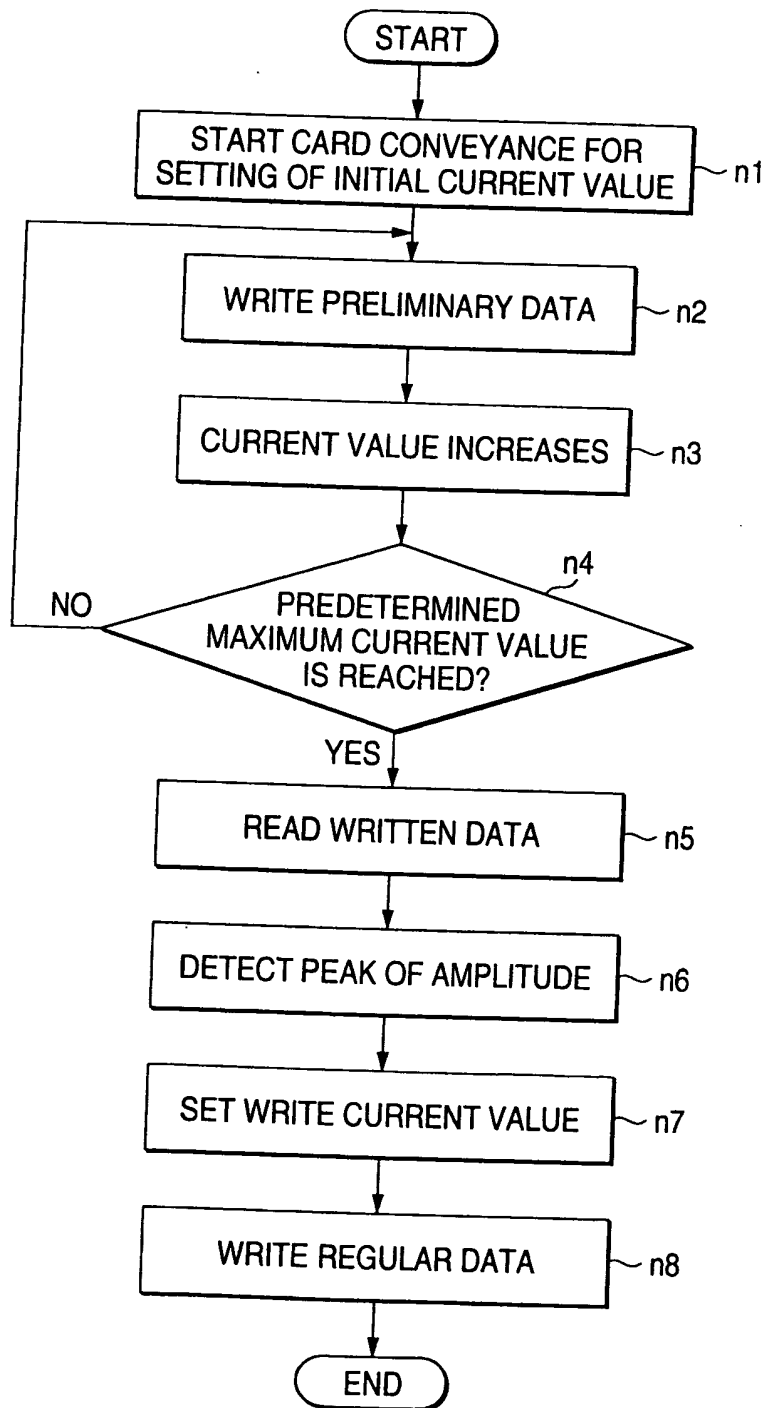 START
START CARD CONVEYANCE FOR
SETTING OF INITIAL CURRENT VALUE
n1
WRITE PRELIMINARY DATA
n2
CURRENT VALUE INCREASES
n3
n4
NO
PREDETERMINED
MAXIMUM CURRENT VALUE
IS REACHED?
YES
READ WRITTEN DATA
n5
DETECT PEAK OF AMPLITUDE
n6
SET WRITE CURRENT VALUE
n7
WRITE REGULAR DATA
n8
END